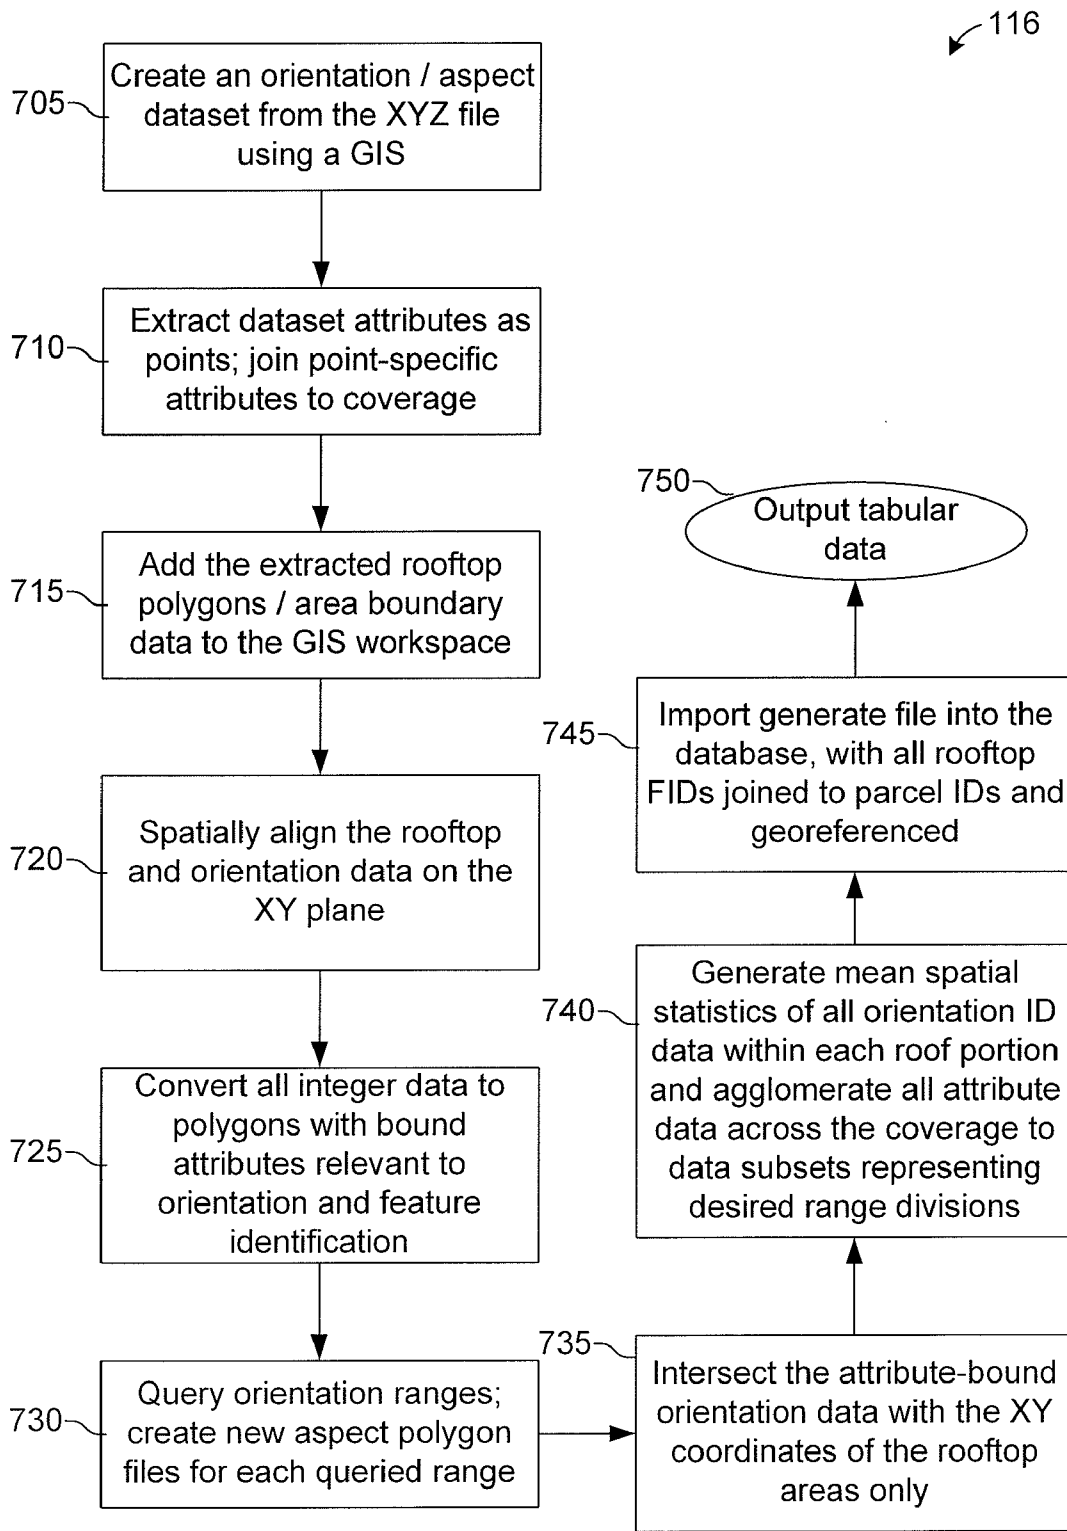 116
705
Create an orientation / aspect
dataset from the XYZ file
using a GIS
710
Extract dataset attributes as
points; join point-specific
attributes to coverage
715
Add the extracted rooftop
polygons / area boundary
data to the GIS workspace
720
Spatially align the rooftop
and orientation data on the
XY plane
725
Convert all integer data to
polygons with bound
attributes relevant to
orientation and feature
identification
730
Query orientation ranges;
create new aspect polygon
files for each queried range
735
Intersect the attribute-bound
orientation data with the XY
coordinates of the rooftop
areas only
740
Generate mean spatial
statistics of all orientation ID
data within each roof portion
and agglomerate all attribute
data across the coverage to
data subsets representing
desired range divisions
745
Import generate file into the
database, with all rooftop
FIDs joined to parcel IDs and
georeferenced
750
Output tabular
data